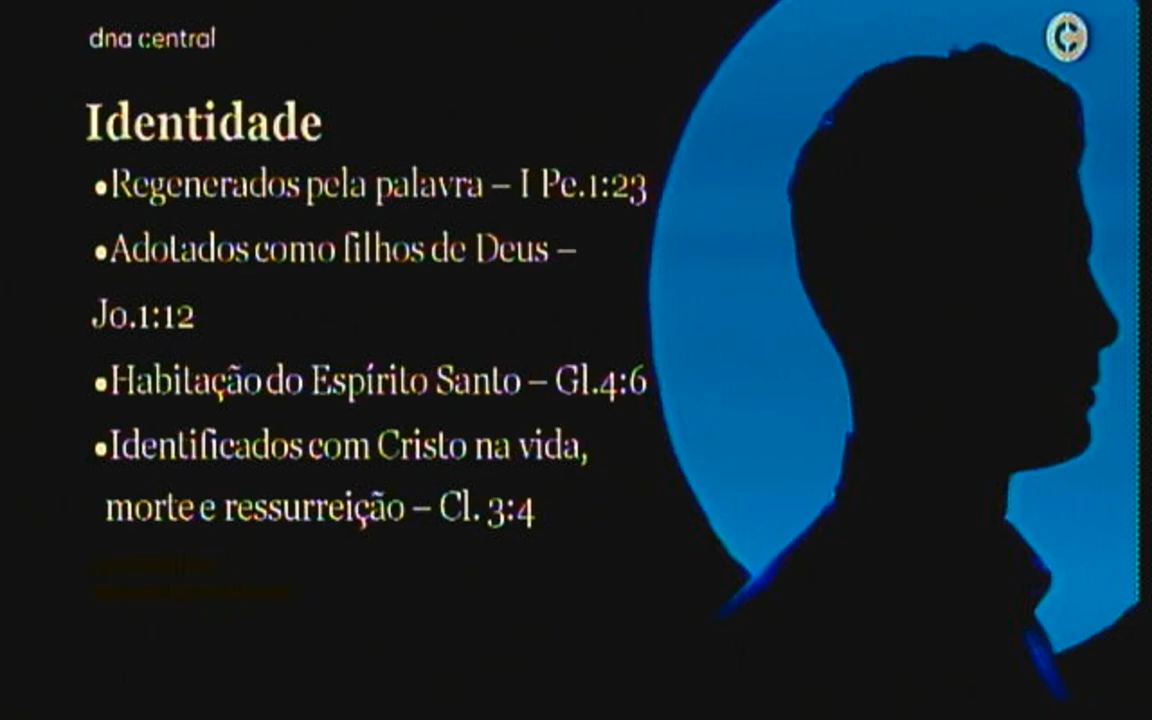 dna central
Identidade
•Regenerados pela palavra – I Pe.1:23
•Adotados como filhos de Deus –
Jo.1:12
•Habitação do Espírito Santo – Gl.4:6
•Identificados com Cristo na vida,
morte e ressurreição – Cl. 3:4